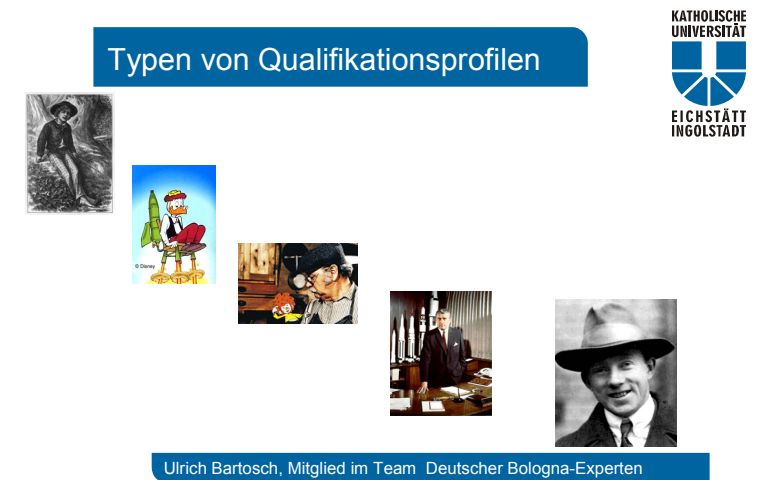 Typen von Qualifikationsprofilen
KATHOLISCHE
UNIVERSITÄT
EICHSTÄTT
INGOLSTADT
© Disney
Ulrich Bartosch, Mitglied im Team Deutscher Bologna-Experten